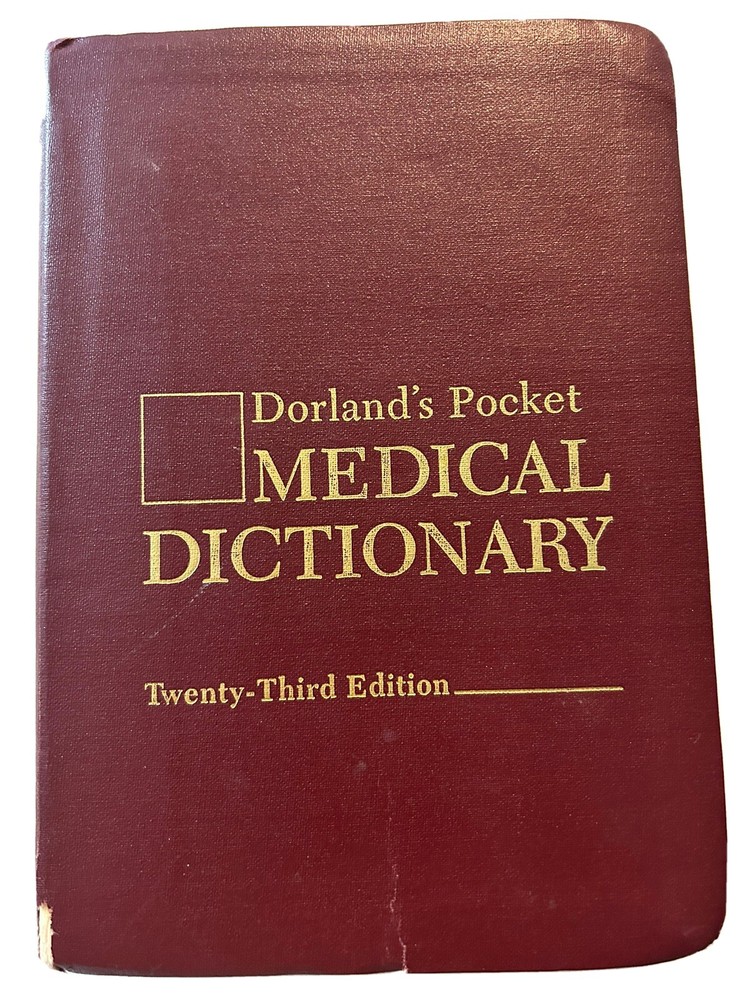 Dorland's Pocket
MEDICAL
DICTIONARY
Twenty-Third Edition